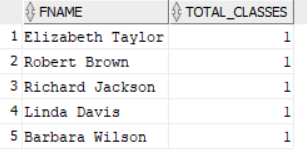 FNAME TOTAL_CLASSES
1 Elizabeth Taylor 1
2 Robert Brown 1
3 Richard Jackson 1
4 Linda Davis 1
5 Barbara Wilson 1